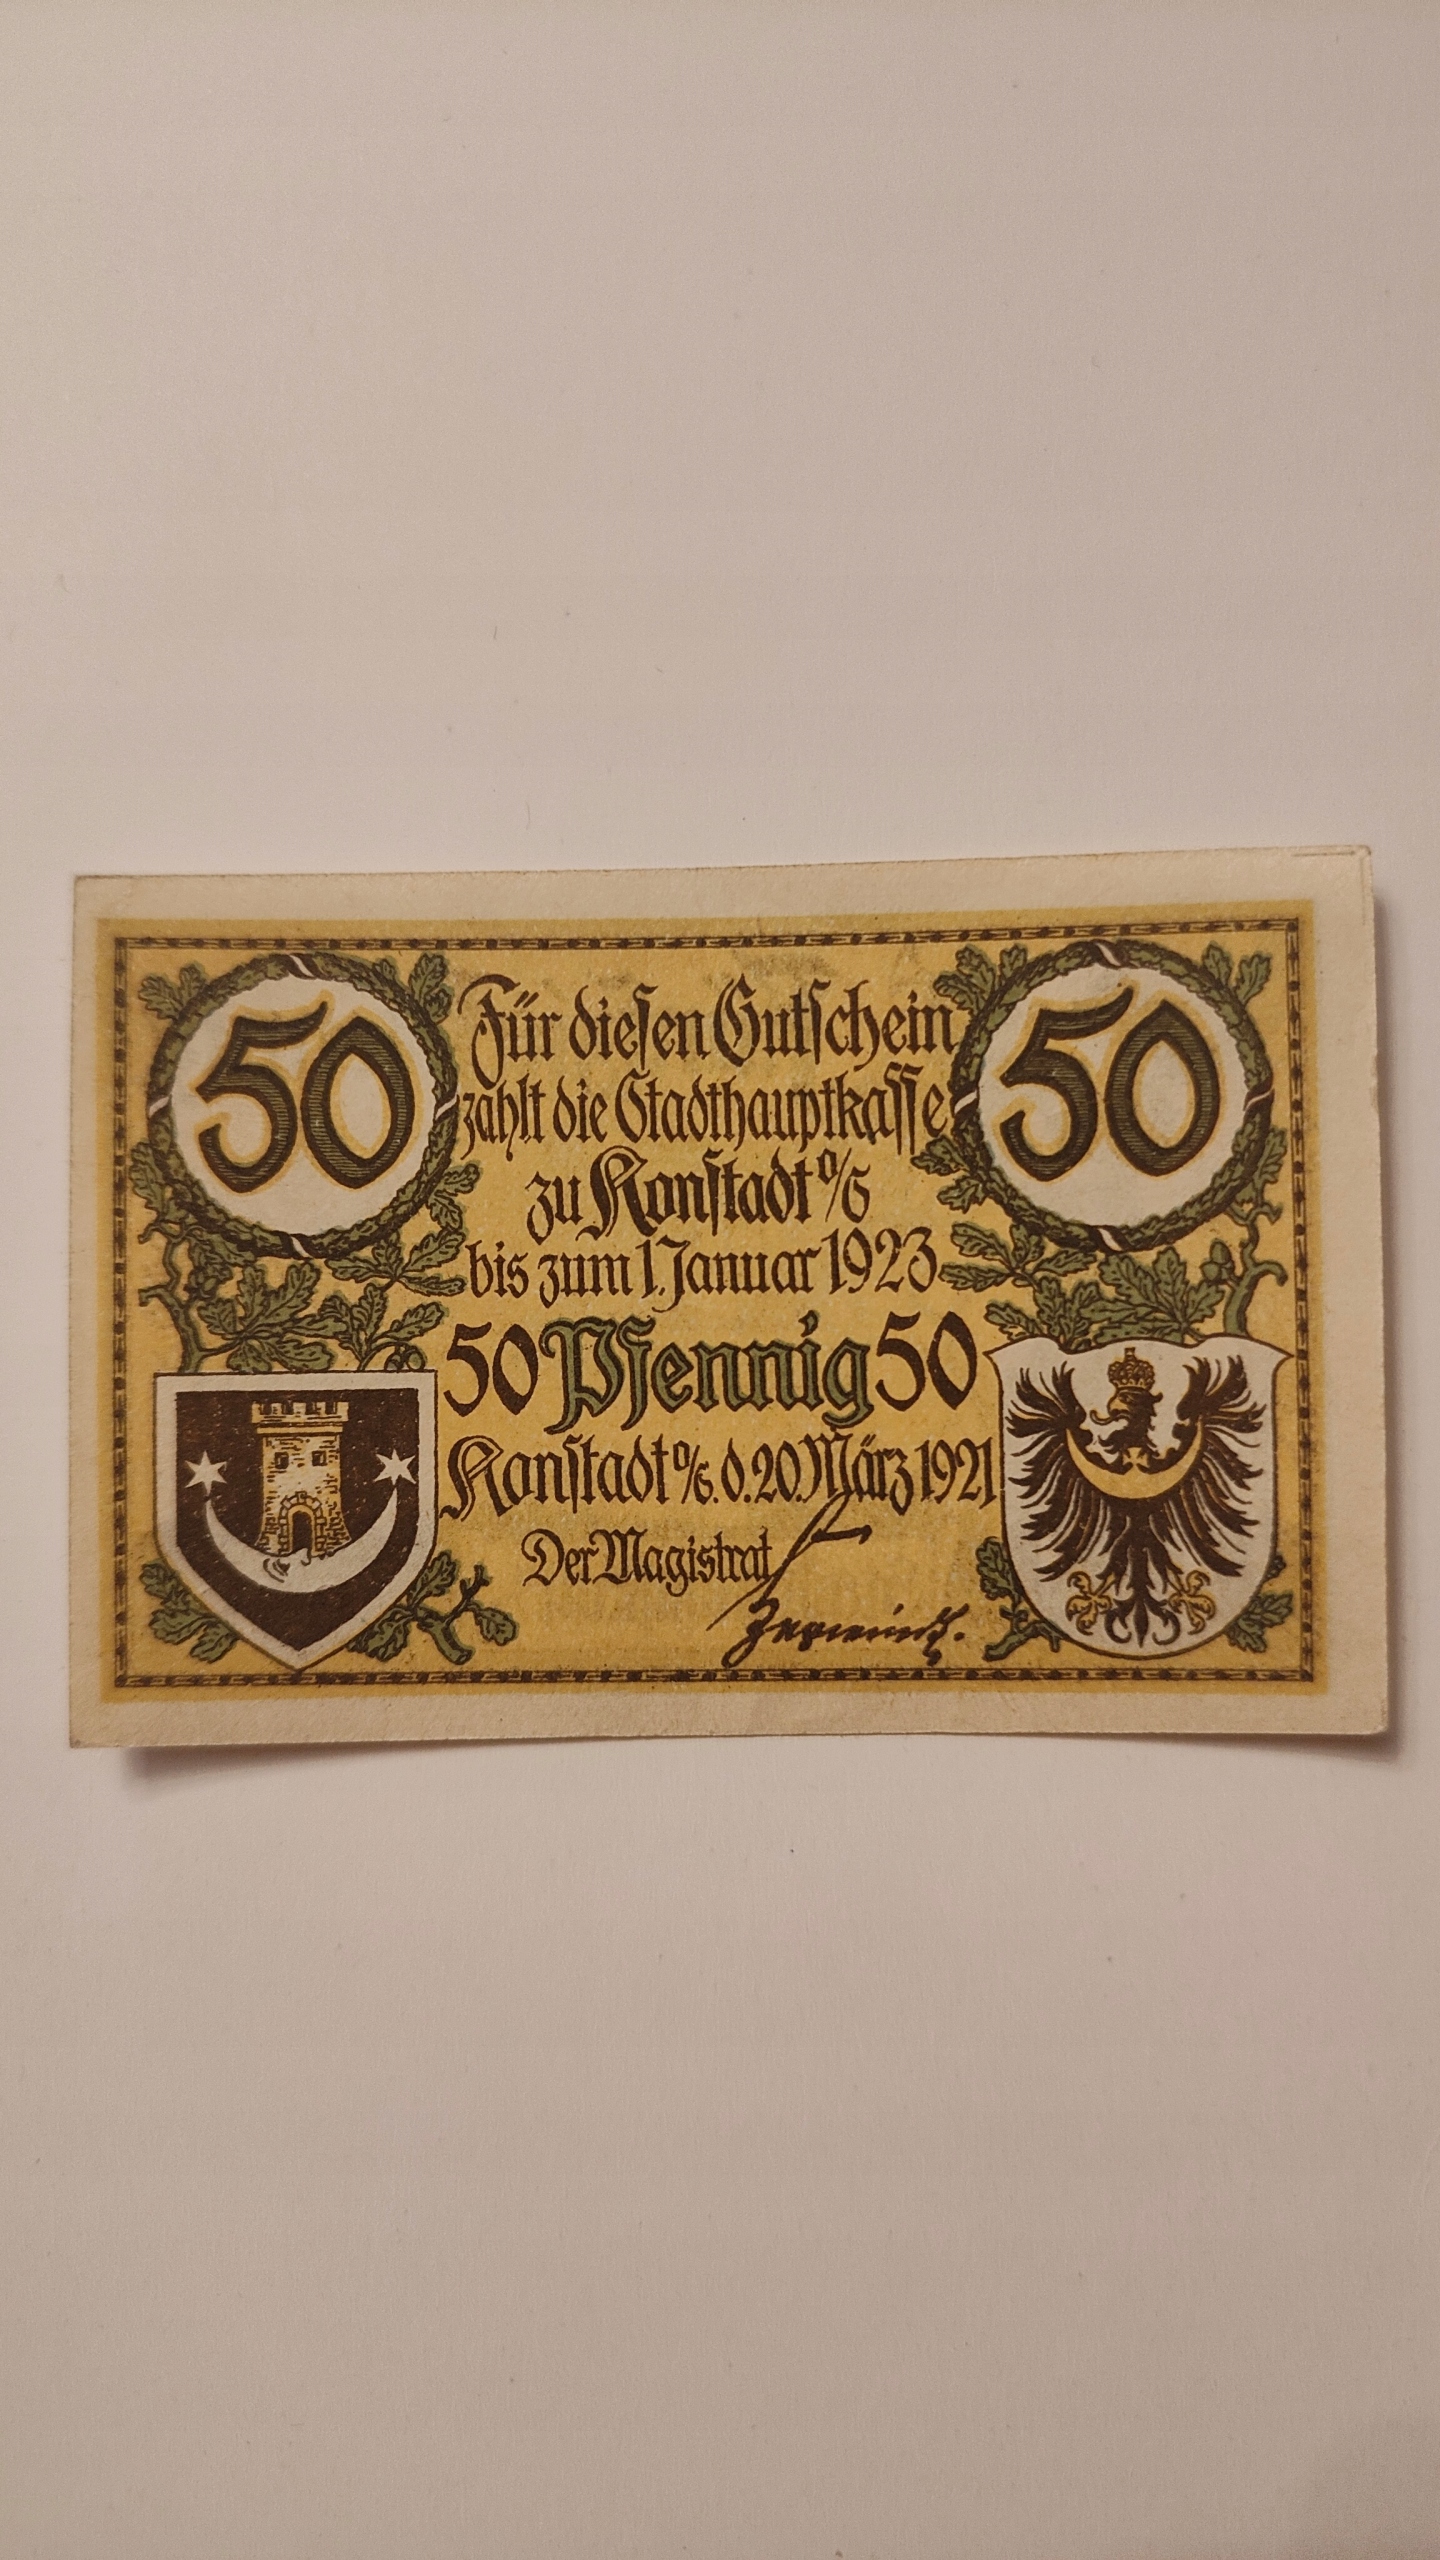 50 Für diesen Gutschein 50
zahlt die Stadthauptkasse
zu Konstadt O/S
bis zum 1. Januar 1923
50 Pfennig 50
Konstadt O/S. d. 20. März 1921
Der Magistrat